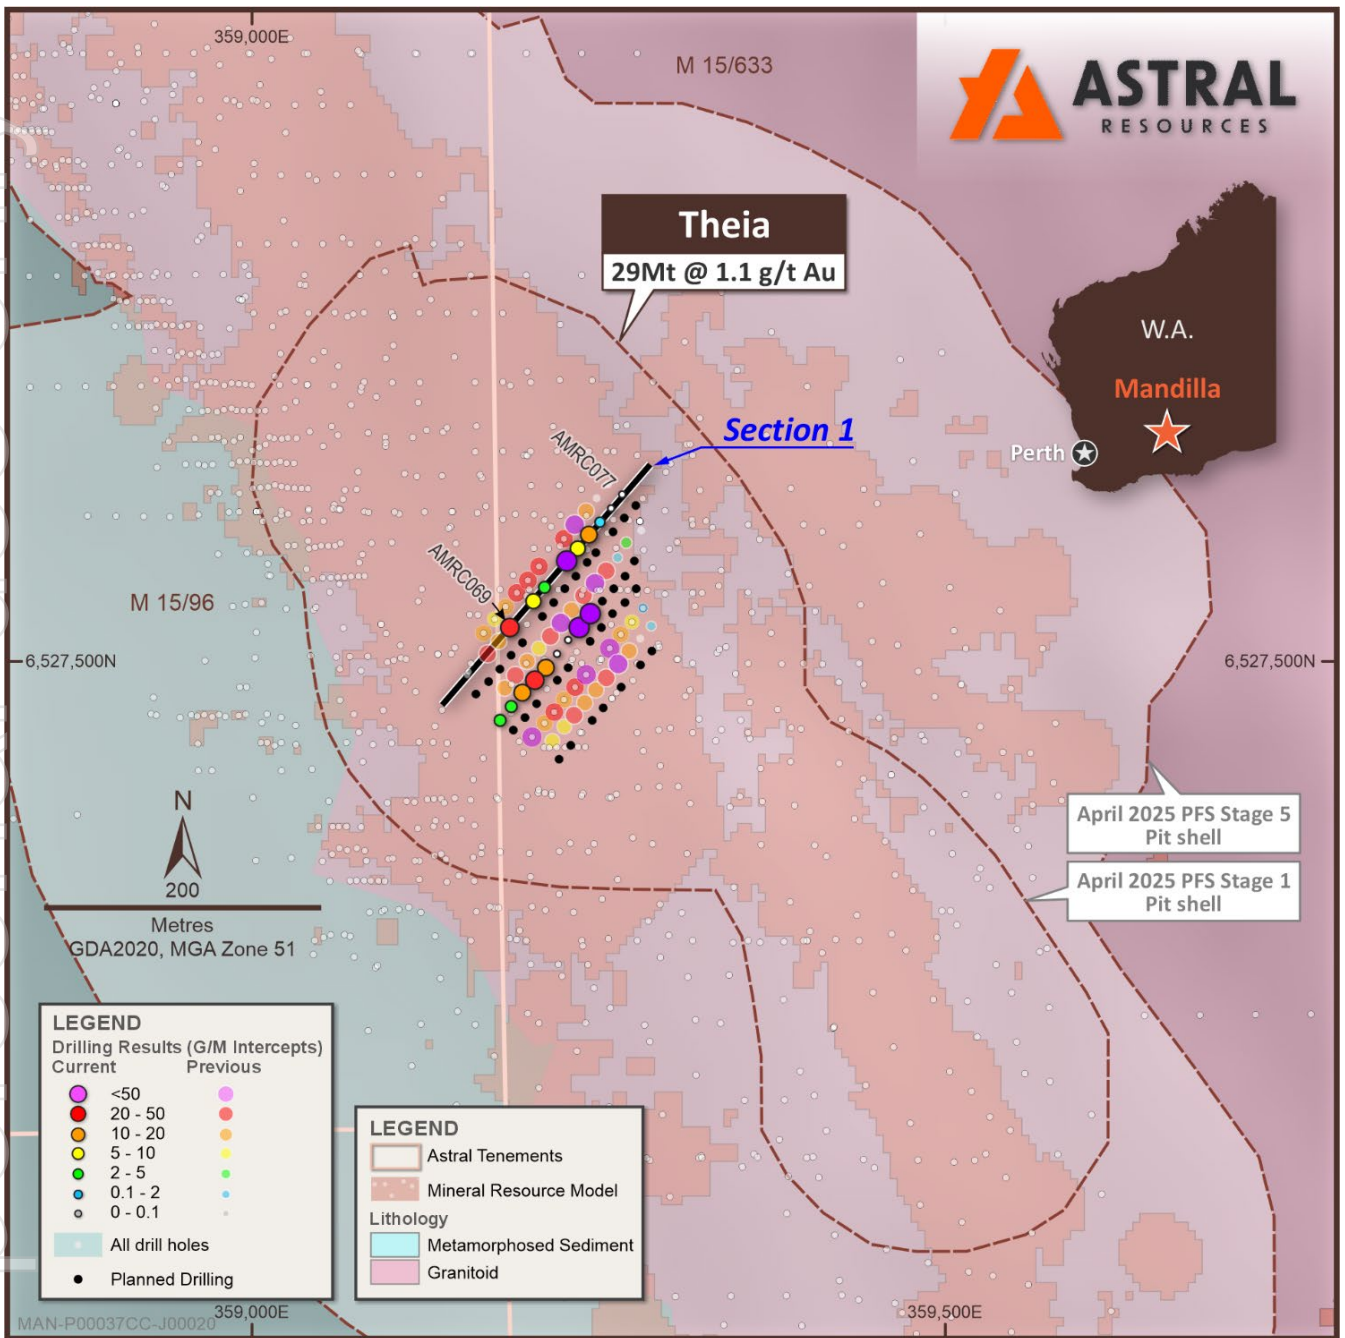 359,000E
M 15/633
ASTRAL
RESOURCES
Theia
29Mt @ 1.1 g/t Au
W.A.
Mandilla
Perth
Section 1
AMRC077
AMRC069
M 15/96
6,527,500N
6,527,500N
N
200
Metres
GDA2020, MGA Zone 51
April 2025 PFS Stage 5
Pit shell
April 2025 PFS Stage 1
Pit shell
LEGEND
Drilling Results (G/M Intercepts)
Current Previous
<50
20 - 50
10 - 20
5 - 10
2 - 5
0.1 - 2
0 - 0.1
All drill holes
Planned Drilling
LEGEND
Astral Tenements
Mineral Resource Model
Lithology
Metamorphosed Sediment
Granitoid
359,000E
359,500E
MAN-P00037CC-J00020